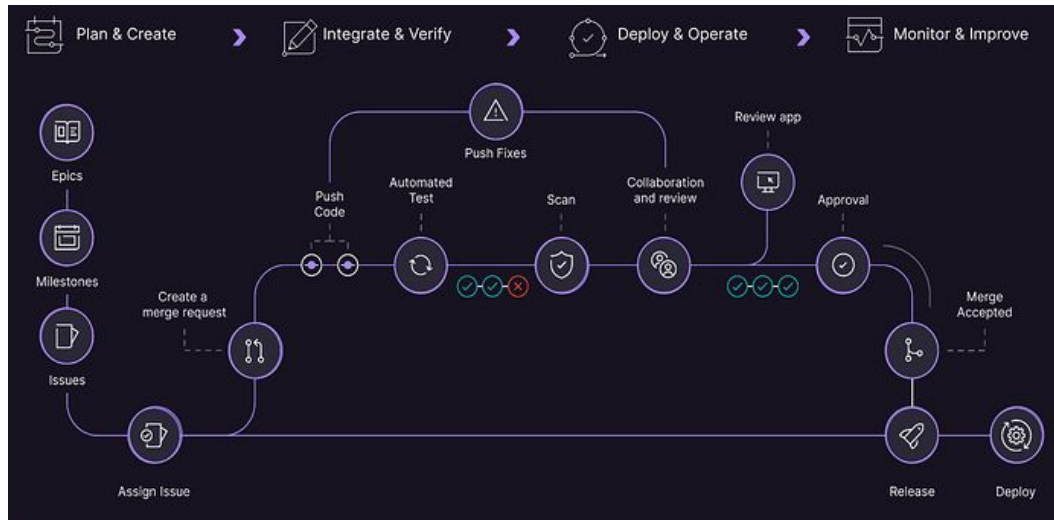 Plan & Create
Integrate & Verify
Deploy & Operate
Monitor & Improve
Push Fixes
Review app
Epics
Push
Code
Automated
Test
Scan
Collaboration
and review
Approval
Milestones
Create a
merge request
Merge
Accepted
Issues
Assign Issue
Release
Deploy